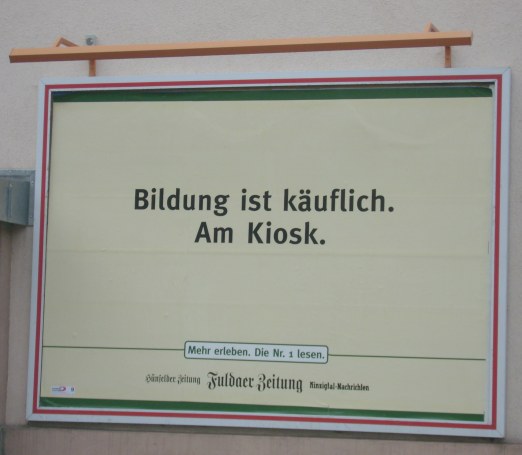 Bildung ist käuflich.
Am Kiosk.
Mehr erleben. Die Nr. 1 lesen.
Hünfelder Zeitung Fuldaer Zeitung Kinzigtal-Nachrichten